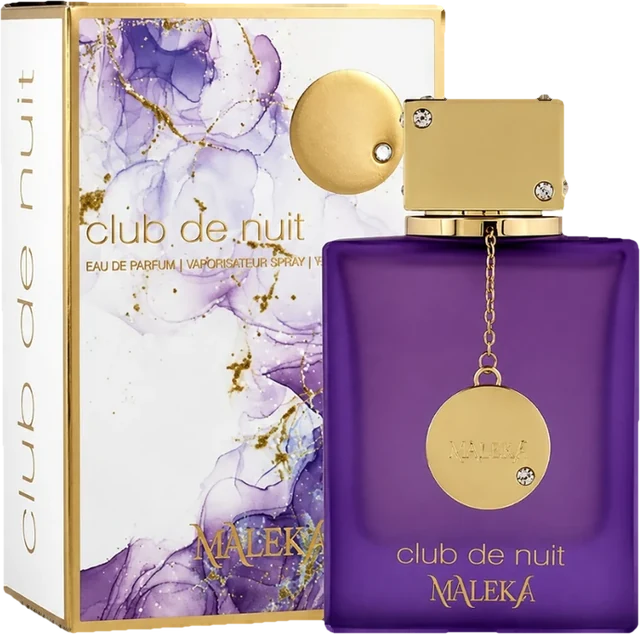 club de nuit
club de nuit
EAU DE PARFUM | VAPORISATEUR SPRAY |
MALEKA
MALEKA
club de nuit
MALEKA